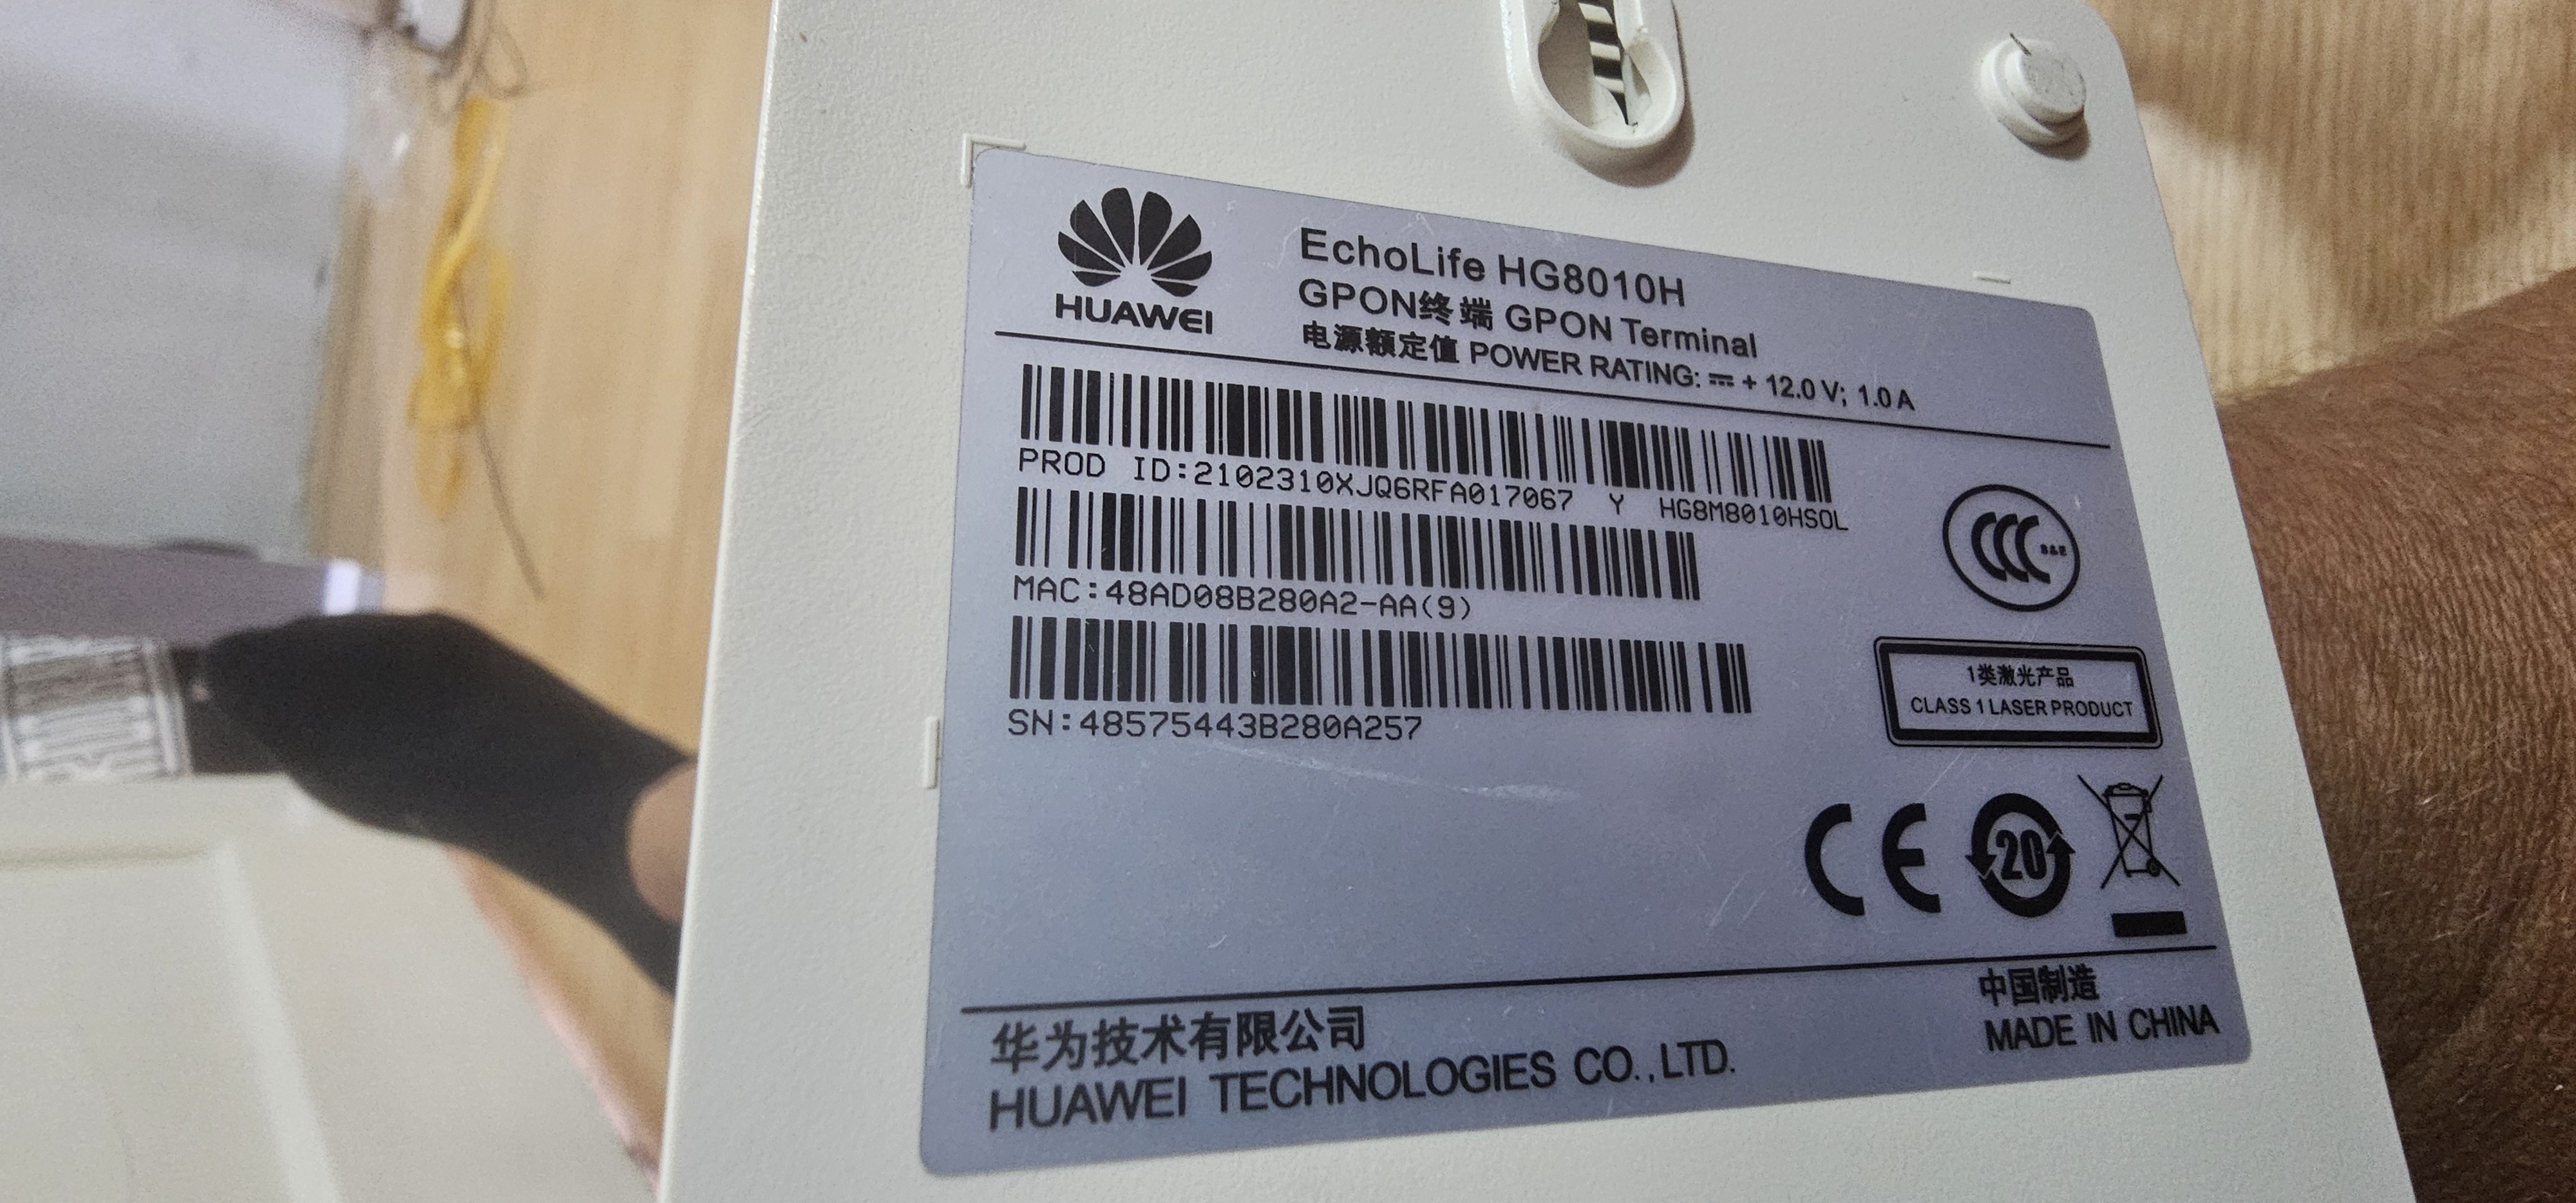 HUAWEI
EchoLife HG8010H
GPON终端 GPON Terminal
电源额定值 POWER RATING: ⎓ + 12.0 V; 1.0 A
PROD ID:2102310XJQ6RFA017067 Y HG8M8010HSOL
MAC:48AD08B280A2-AA(9)
SN:48575443B280A257
CCC S&E
1类激光产品
CLASS 1 LASER PRODUCT
CE
20
华为技术有限公司
HUAWEI TECHNOLOGIES CO.,LTD.
中国制造
MADE IN CHINA